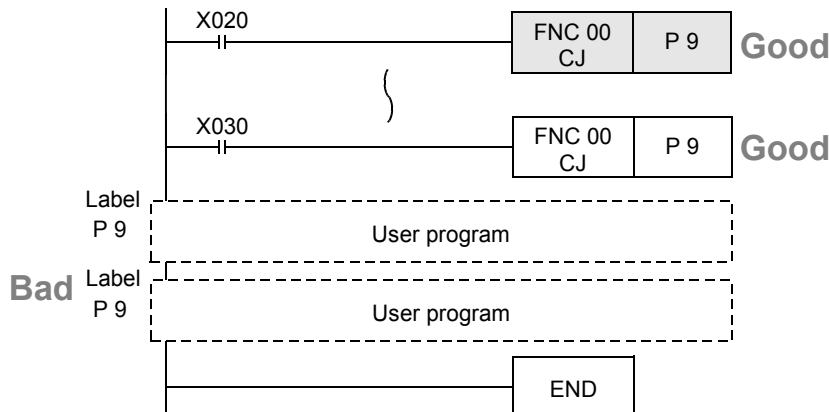 X020
FNC 00
CJ
P 9
Good
X030
FNC 00
CJ
P 9
Good
Label
P 9
User program
Bad
Label
P 9
User program
END